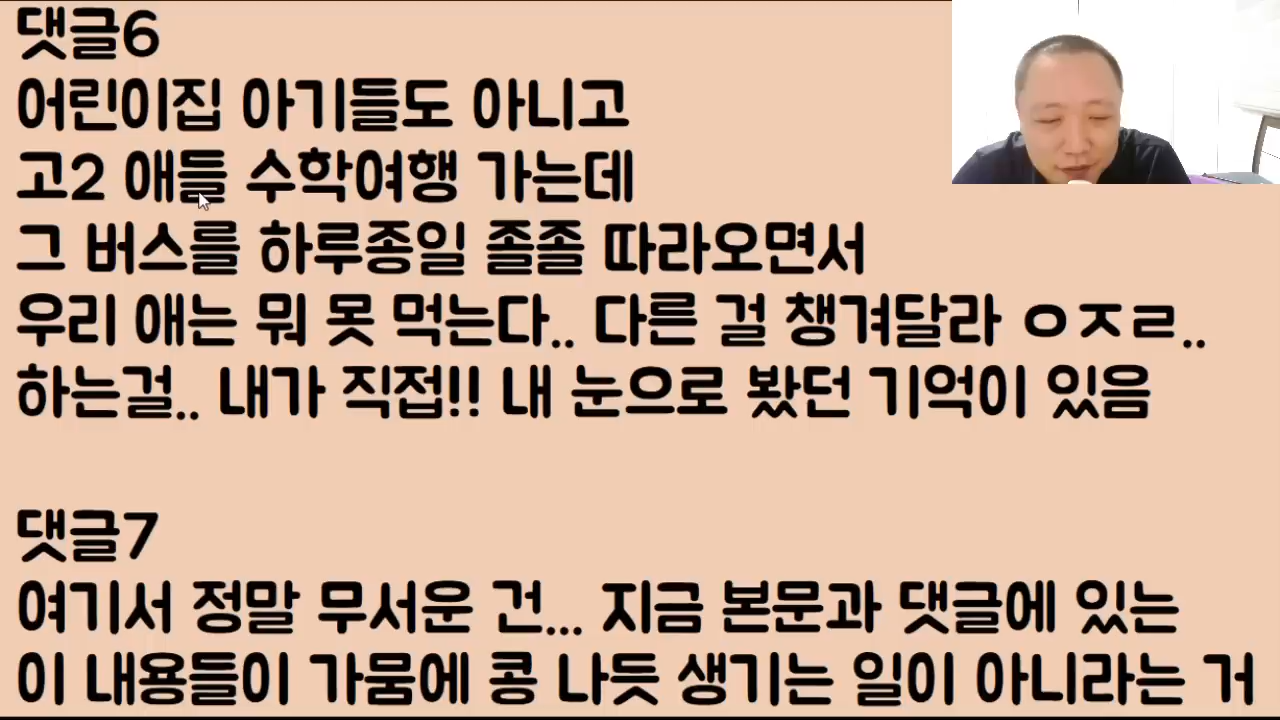 댓글6
어린이집 아기들도 아니고
고2 애들 수학여행 가는데
그 버스를 하루종일 졸졸 따라오면서
우리 애는 뭐 못 먹는다.. 다른 걸 챙겨달라 ㅇㅈㄹ..
하는걸.. 내가 직접!! 내 눈으로 봤던 기억이 있음
댓글7
여기서 정말 무서운 건... 지금 본문과 댓글에 있는
이 내용들이 가뭄에 콩 나듯 생기는 일이 아니라는 거